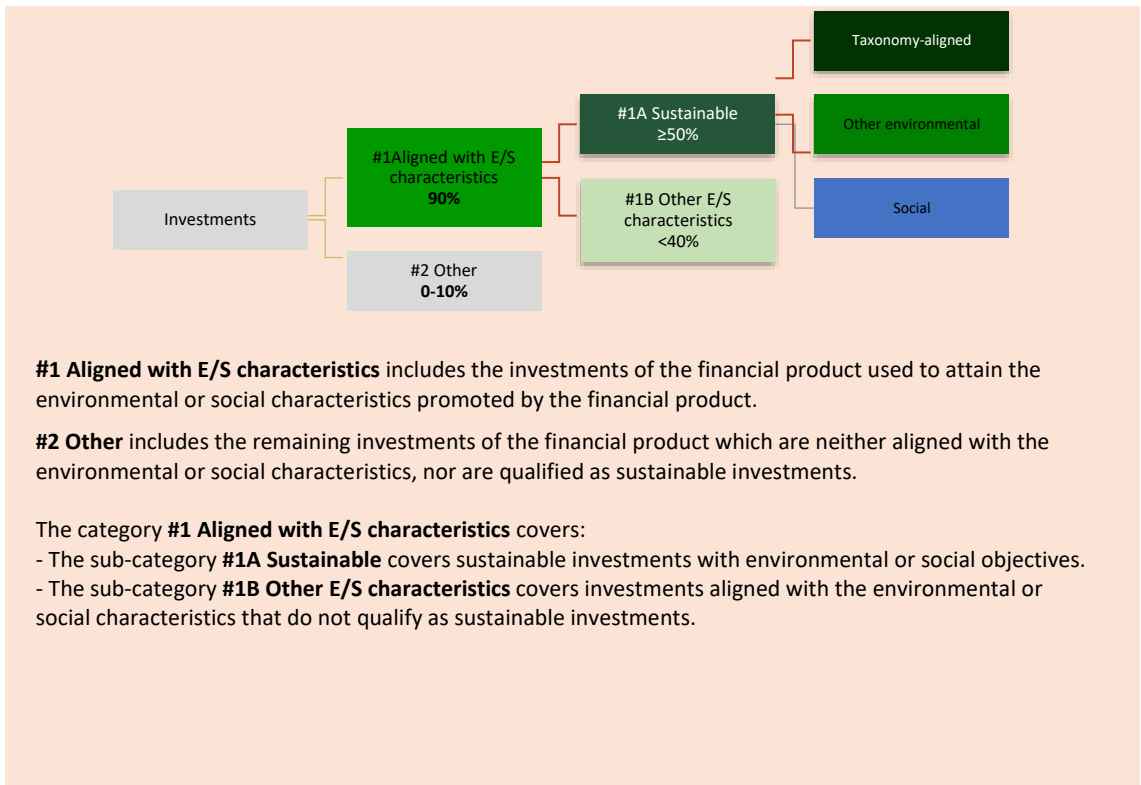 Taxonomy-aligned
#1A Sustainable
≥50%
Other environmental
#1Aligned with E/S
characteristics
90%
#1B Other E/S
characteristics
<40%
Social
Investments
#2 Other
0-10%
#1 Aligned with E/S characteristics includes the investments of the financial product used to attain the
environmental or social characteristics promoted by the financial product.
#2 Other includes the remaining investments of the financial product which are neither aligned with the
environmental or social characteristics, nor are qualified as sustainable investments.
The category #1 Aligned with E/S characteristics covers:
- The sub-category #1A Sustainable covers sustainable investments with environmental or social objectives.
- The sub-category #1B Other E/S characteristics covers investments aligned with the environmental or
social characteristics that do not qualify as sustainable investments.